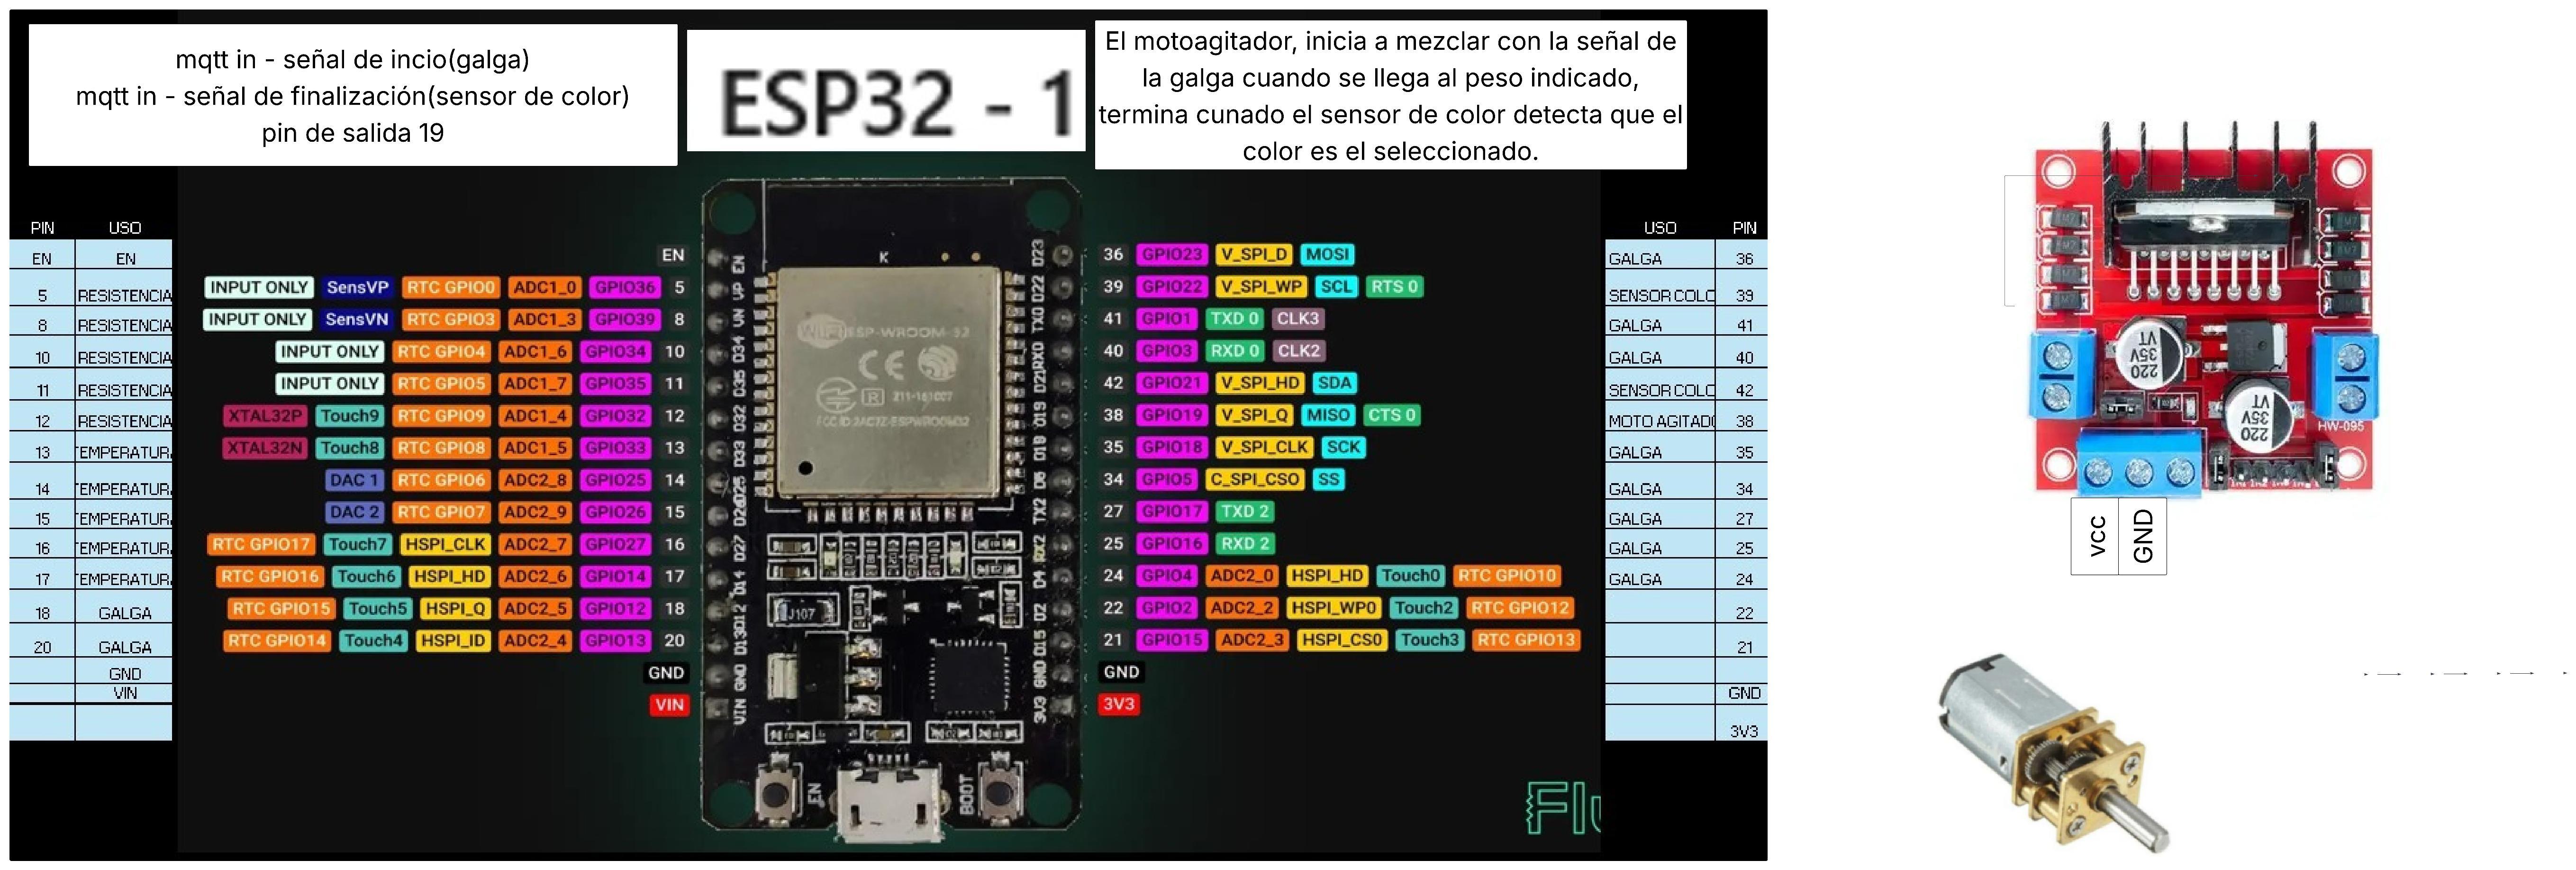 mqtt in - señal de incio(galga)
mqtt in - señal de finalización(sensor de color)
pin de salida 19
ESP32 - 1
El motoagitador, inicia a mezclar con la señal de
la galga cuando se llega al peso indicado,
termina cunado el sensor de color detecta que el
color es el seleccionado.
PIN USO
EN EN
5 RESISTENCIA
8 RESISTENCIA
10 RESISTENCIA
11 RESISTENCIA
12 RESISTENCIA
13 TEMPERATURA
14 TEMPERATURA
15 TEMPERATURA
16 TEMPERATURA
17 TEMPERATURA
18 GALGA
20 GALGA
GND
VIN
EN
INPUT ONLY SensVP RTC GPIO0 ADC1_0 GPIO36 5
INPUT ONLY SensVN RTC GPIO3 ADC1_3 GPIO39 8
INPUT ONLY RTC GPIO4 ADC1_6 GPIO34 10
INPUT ONLY RTC GPIO5 ADC1_7 GPIO35 11
XTAL32P Touch9 RTC GPIO9 ADC1_4 GPIO32 12
XTAL32N Touch8 RTC GPIO8 ADC1_5 GPIO33 13
DAC 1 RTC GPIO6 ADC2_8 GPIO25 14
DAC 2 RTC GPIO7 ADC2_9 GPIO26 15
RTC GPIO17 Touch7 HSPI_CLK ADC2_7 GPIO27 16
RTC GPIO16 Touch6 HSPI_HD ADC2_6 GPIO14 17
RTC GPIO15 Touch5 HSPI_Q ADC2_5 GPIO12 18
RTC GPIO14 Touch4 HSPI_ID ADC2_4 GPIO13 20
GND
VIN
EN
VP
VN
D34
D35
D32
D33
D25
D27
D14
D12
D13
GND
VIN
K
WiFi ESP-WROOM-32
CE
R 211-161007
FCC ID:2AC7Z-ESPWROOM32
J107
EN
BOOT
D23
D22
TX0
RX0
D21
D19
D18
D5
TX2
D4
D2
D15
GND
3V3
36 GPIO23 V_SPI_D MOSI
39 GPIO22 V_SPI_WP SCL RTS 0
41 GPIO1 TXD 0 CLK3
40 GPIO3 RXD 0 CLK2
42 GPIO21 V_SPI_HD SDA
38 GPIO19 V_SPI_Q MISO CTS 0
35 GPIO18 V_SPI_CLK SCK
34 GPIO5 C_SPI_CSO SS
27 GPIO17 TXD 2
25 GPIO16 RXD 2
24 GPIO4 ADC2_0 HSPI_HD Touch0 RTC GPIO10
22 GPIO2 ADC2_2 HSPI_WP0 Touch2 RTC GPIO12
21 GPIO15 ADC2_3 HSPI_CS0 Touch3 RTC GPIO13
GND
3V3
Flu
USO PIN
GALGA 36
SENSOR COLO 39
GALGA 41
GALGA 40
SENSOR COLO 42
MOTO AGITADO 38
GALGA 35
GALGA 34
GALGA 27
GALGA 25
GALGA 24
22
21
GND
3V3
220
35V
VT
220
35V
VT
HW-095
VCC
GND